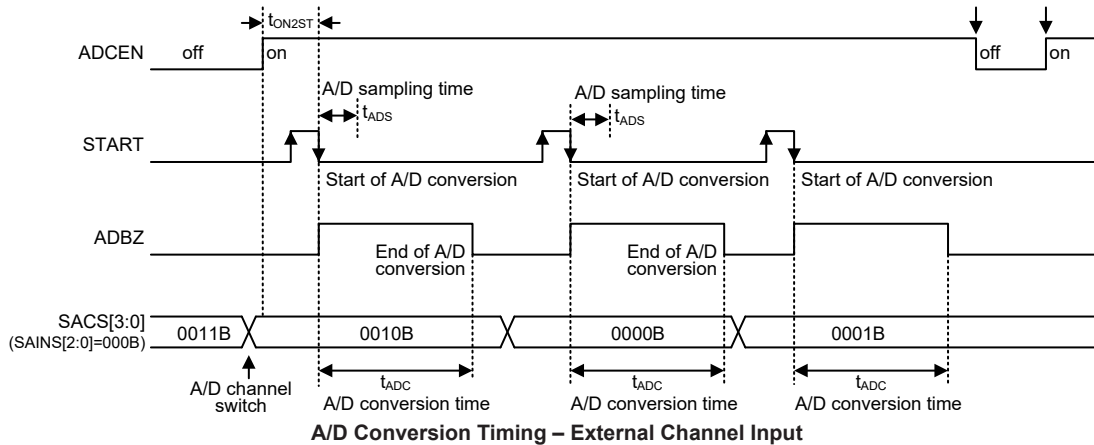 tON2ST
ADCEN
off
on
off
on
A/D sampling time
tADS
A/D sampling time
tADS
START
Start of A/D conversion
Start of A/D conversion
Start of A/D conversion
ADBZ
End of A/D
conversion
End of A/D
conversion
SACS[3:0]
(SAINS[2:0]=000B)
0011B
0010B
0000B
0001B
A/D channel
switch
tADC
A/D conversion time
tADC
A/D conversion time
tADC
A/D conversion time
A/D Conversion Timing – External Channel Input